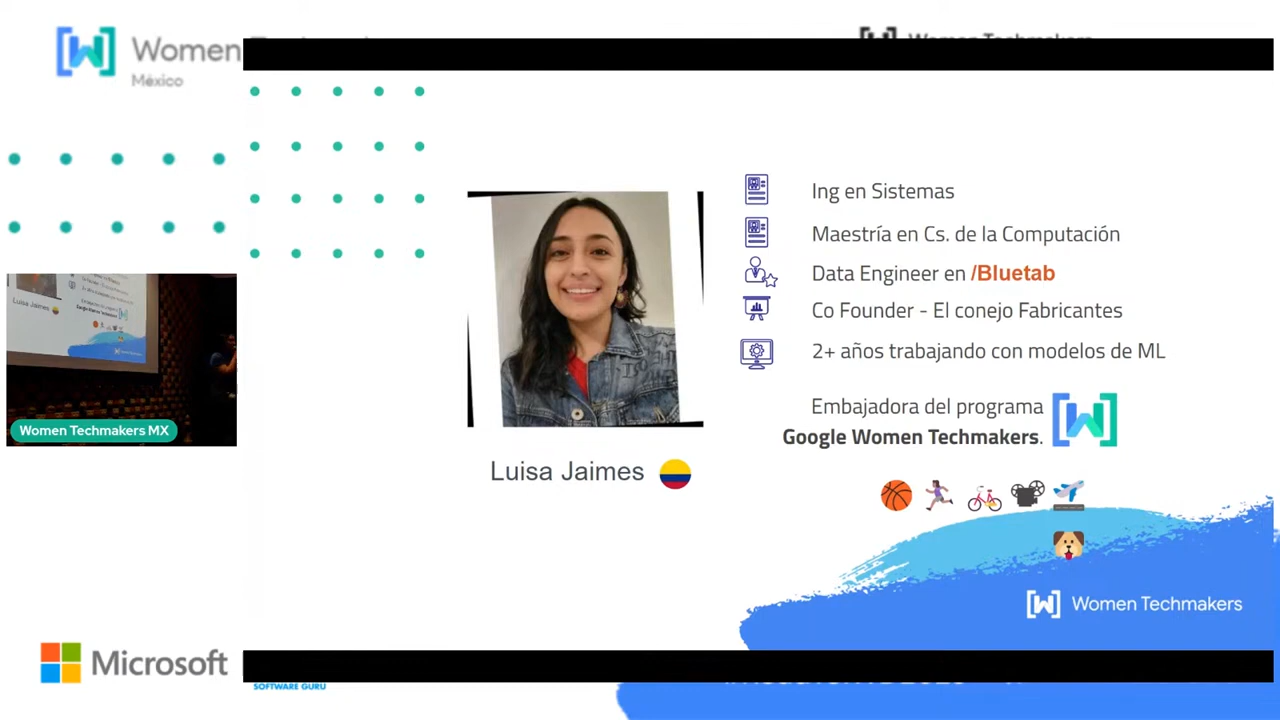 Women
México
Ing en Sistemas
Maestría en Cs. de la Computación
Data Engineer en /Bluetab
Co Founder - El conejo Fabricantes
2+ años trabajando con modelos de ML
Embajadora del programa
Google Women Techmakers.
Luisa Jaimes
Luisa Jaimes
Women Techmakers MX
Women Techmakers
Microsoft
SOFTWARE GURU